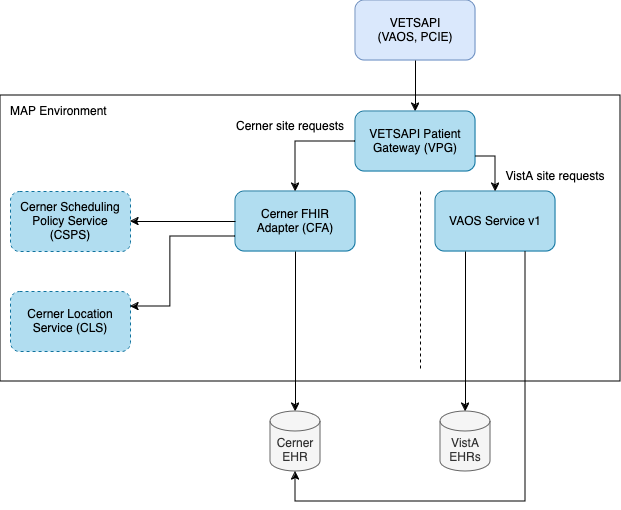 VETSAPI
(VAOS, PCIE)
MAP Environment
Cerner site requests
VETSAPI Patient
Gateway (VPG)
VistA site requests
Cerner Scheduling
Policy Service
(CSPS)
Cerner FHIR
Adapter (CFA)
VAOS Service v1
Cerner Location
Service (CLS)
Cerner
EHR
VistA
EHRs